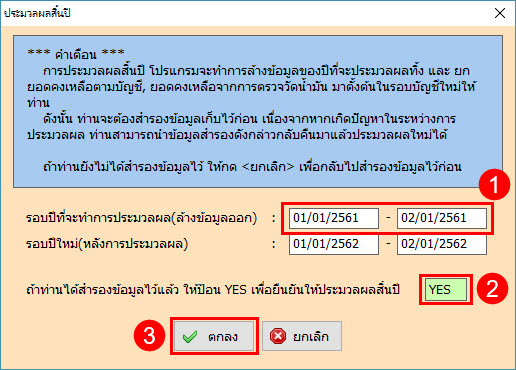 ประมวลผลสิ้นปี
*** คำเตือน ***
การประมวลผลสิ้นปี โปรแกรมจะทำการล้างข้อมูลของปีที่จะประมวลผลทิ้ง และ ยก
ยอดคงเหลือตามบัญชี, ยอดคงเหลือจากการตรวจวัดน้ำมัน มาตั้งต้นในรอบบัญชีใหม่ให้
ท่าน
ดังนั้น ท่านจะต้องสำรองข้อมูลเก็บไว้ก่อน เนื่องจากหากเกิดปัญหาในระหว่างการ
ประมวลผล ท่านสามารถนำข้อมูลสำรองดังกล่าวกลับคืนมาแล้วประมวลผลใหม่ได้
ถ้าท่านยังไม่ได้สำรองข้อมูลไว้ ให้กด <ยกเลิก> เพื่อกลับไปสำรองข้อมูลไว้ก่อน
1
รอบปีที่จะทำการประมวลผล(ล้างข้อมูลออก) : 01/01/2561 - 02/01/2561
รอบปีใหม่(หลังการประมวลผล) : 01/01/2562 - 02/01/2562
ถ้าท่านได้สำรองข้อมูลไว้แล้ว ให้ป้อน YES เพื่อยืนยันให้ประมวลผลสิ้นปี YES 2
3 ตกลง ยกเลิก